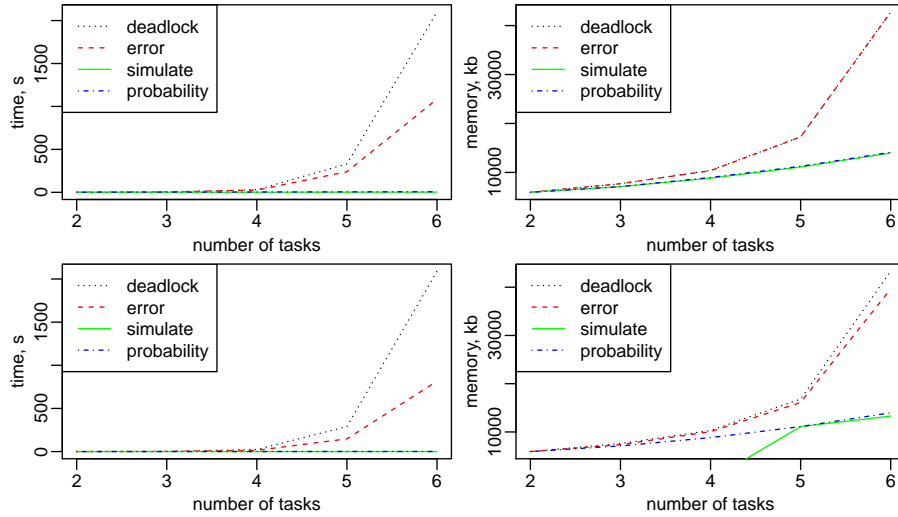 deadlock
error
simulate
probability
time, s
0
500
1500
2 3 4 5 6
number of tasks
deadlock
error
simulate
probability
memory, kb
10000
30000
2 3 4 5 6
number of tasks
deadlock
error
simulate
probability
time, s
0
500
1500
2 3 4 5 6
number of tasks
deadlock
error
simulate
probability
memory, kb
10000
30000
2 3 4 5 6
number of tasks